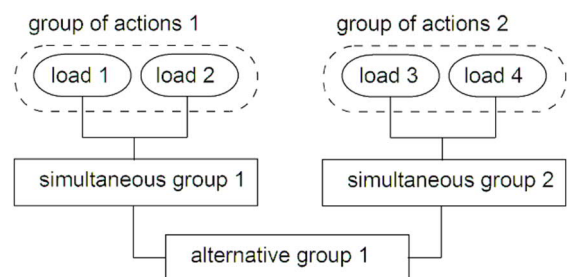 group of actions 1
group of actions 2
load 1
load 2
load 3
load 4
simultaneous group 1
simultaneous group 2
alternative group 1